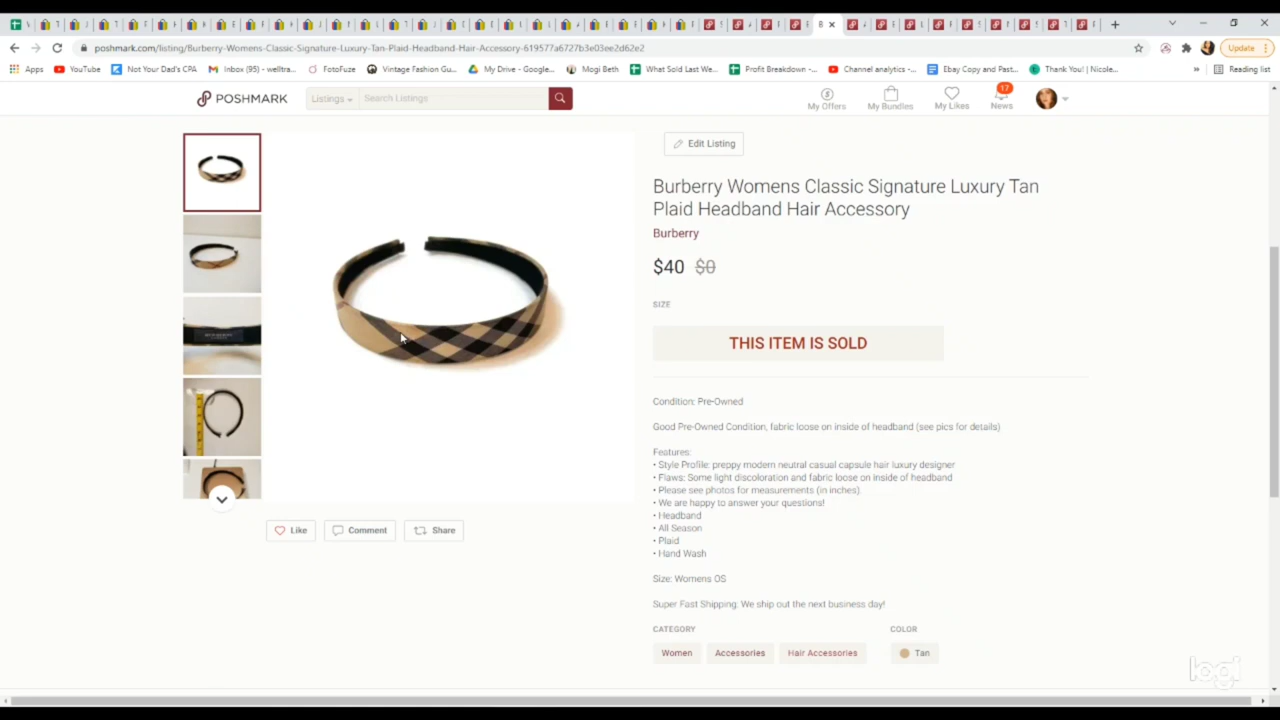 poshmark.com/listing/Burberry-Womens-Classic-Signature-Luxury-Tan-Plaid-Headband-Hair-Accessory-619577a6727b3e03ee2d62e2
Update
Apps YouTube Not Your Dad's CPA Inbox (95) - welltra... FotoFuze Vintage Fashion Gu... My Drive - Google... Mogi Beth What Sold Last We... Profit Breakdown -... Channel analytics -... Ebay Copy and Past... Thank You! | Nicole... » Reading list
POSHMARK Listings Search Listings My Offers My Bundles My Likes News 17
Edit Listing
Burberry Womens Classic Signature Luxury Tan
Plaid Headband Hair Accessory
Burberry
$40 $0
SIZE
THIS ITEM IS SOLD
Condition: Pre-Owned
Good Pre-Owned Condition, fabric loose on inside of headband (see pics for details)
Features:
• Style Profile: preppy modern neutral casual capsule hair luxury designer
• Flaws: Some light discoloration and fabric loose on inside of headband
• Please see photos for measurements (in inches).
• We are happy to answer your questions!
• Headband
• All Season
• Plaid
• Hand Wash
Size: Womens OS
Super Fast Shipping. We ship out the next business day!
CATEGORY COLOR
Women Accessories Hair Accessories Tan
Like Comment Share
logi